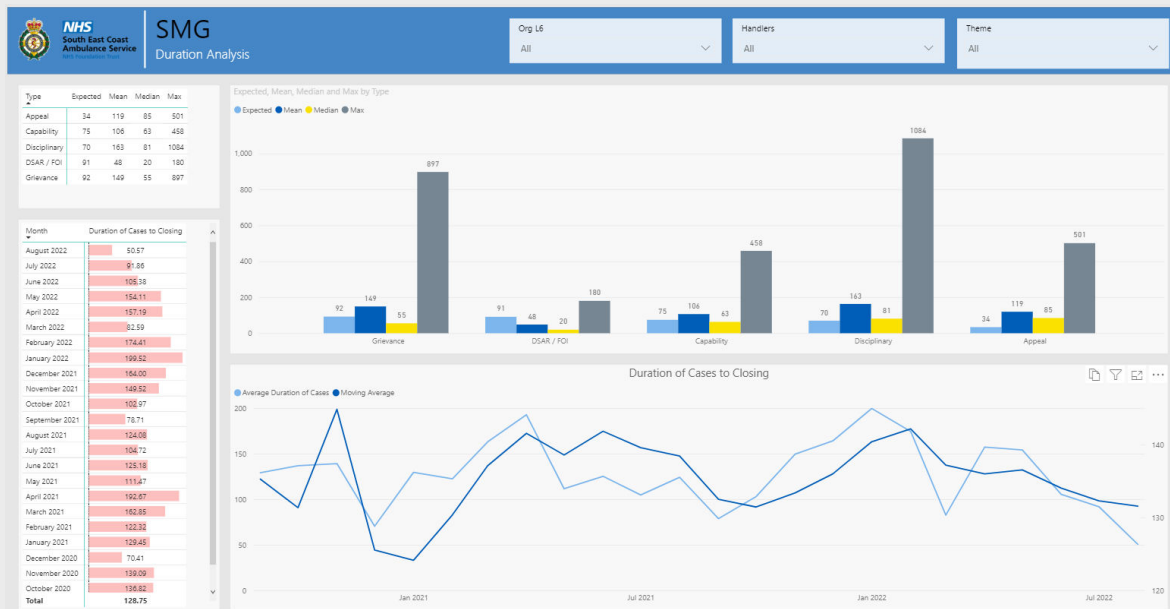 NHS
South East Coast
Ambulance Service
NHS Foundation Trust
SMG
Duration Analysis
Org L6
All
Handlers
All
Theme
All
Type Expected Mean Median Max
Appeal 34 119 85 501
Capability 75 106 63 458
Disciplinary 70 163 81 1084
DSAR / FOI 91 48 20 180
Grievance 92 149 55 897
Month Duration of Cases to Closing
August 2022 50.57
July 2022 91.86
June 2022 105.38
May 2022 154.11
April 2022 157.19
March 2022 82.59
February 2022 174.41
January 2022 199.52
December 2021 164.00
November 2021 149.52
October 2021 102.97
September 2021 78.71
August 2021 124.08
July 2021 104.72
June 2021 125.18
May 2021 111.47
April 2021 192.67
March 2021 162.85
February 2021 122.32
January 2021 129.45
December 2020 70.41
November 2020 139.09
October 2020 136.82
Total 128.75
Expected, Mean, Median and Max by Type
Expected Mean Median Max
1,000
800
600
400
200
0
92 149 55 897
91 48 20 180
75 106 63 458
70 163 81 1084
34 119 85 501
Grievance DSAR / FOI Capability Disciplinary Appeal
Duration of Cases to Closing
Average Duration of Cases Moving Average
200
150
100
50
0
140
130
120
Jan 2021 Jul 2021 Jan 2022 Jul 2022